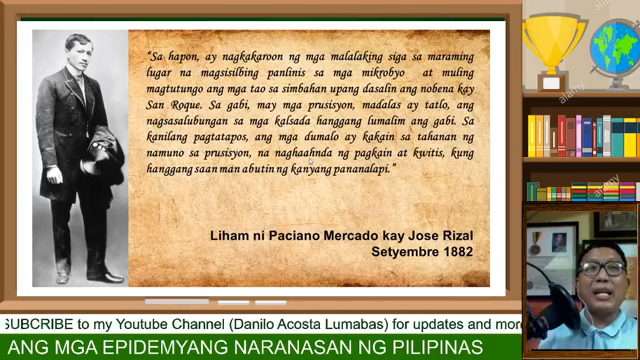 “Sa hapon, ay nagkakaroon ng mga malalaking siga sa maraming
lugar na magsisilbing panlinis sa mga mikrobyo at muling
magtutungo ang mga tao sa simbahan upang dasalin ang nobena kay
San Roque. Sa gabi, may mga prusisyon, madalas ay tatlo, ang
nagsasalubungan sa mga kalsada hanggang lumalim ang gabi. Sa
kanilang pagtatapos, ang mga dumalo ay kakain sa tahanan ng
namuno sa prusisyon, na naghaahnda ng pagkain at kwitis, kung
hanggang saan man abutin ng kanyang pananalapi.”
Liham ni Paciano Mercado kay Jose Rizal
Setyembre 1882
alamy
alamy
SUBCRIBE to my Youtube Channel (Danilo Acosta Lumabas) for updates and more
ANG MGA EPIDEMYANG NARANASAN NG PILIPINAS